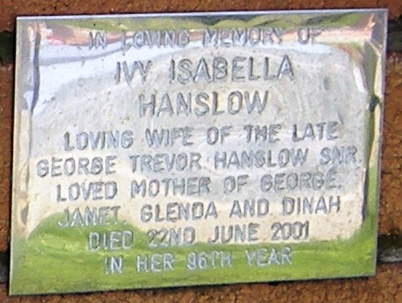 IN LOVING MEMORY OF
IVY ISABELLA
HANSLOW
LOVING WIFE OF THE LATE
GEORGE TREVOR HANSLOW SNR.
LOVED MOTHER OF GEORGE,
JANET, GLENDA AND DINAH
DIED 22ND JUNE 2001
IN HER 86TH YEAR